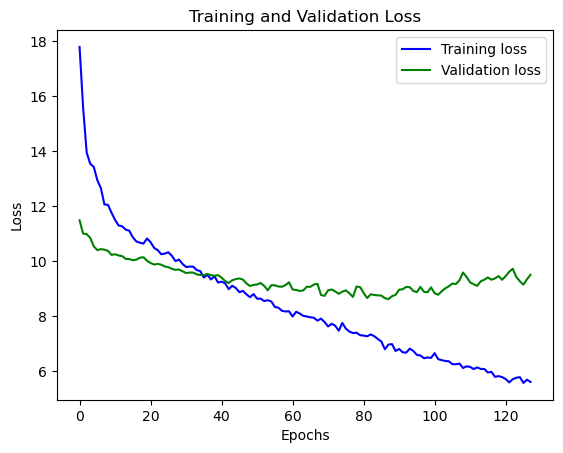 Training and Validation Loss
Training loss
Validation loss
18
16
14
12
10
8
6
Loss
0 20 40 60 80 100 120
Epochs